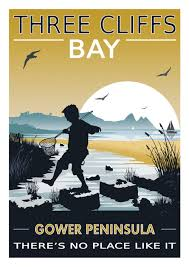 THREE CLIFFS
BAY
GOWER PENINSULA
THERE'S NO PLACE LIKE IT